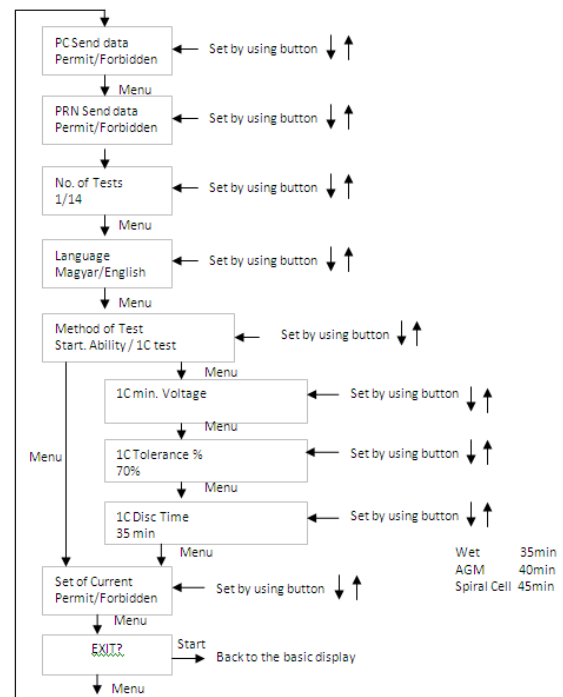 PC Send data
Permit/Forbidden
Set by using button
Menu
PRN Send data
Permit/Forbidden
Set by using button
No. of Tests
1/14
Set by using button
Menu
Language
Magyar/English
Set by using button
Menu
Method of Test
Start. Ability / 1C test
Set by using button
Menu
1C min. Voltage
Set by using button
Menu
Menu
1C Tolerance %
70%
Set by using button
Menu
1C Disc Time
35 min
Set by using button
Menu
Wet 35min
AGM 40min
Spiral Cell 45min
Set of Current
Permit/Forbidden
Set by using button
Menu
EXIT?
Start
Back to the basic display
Menu